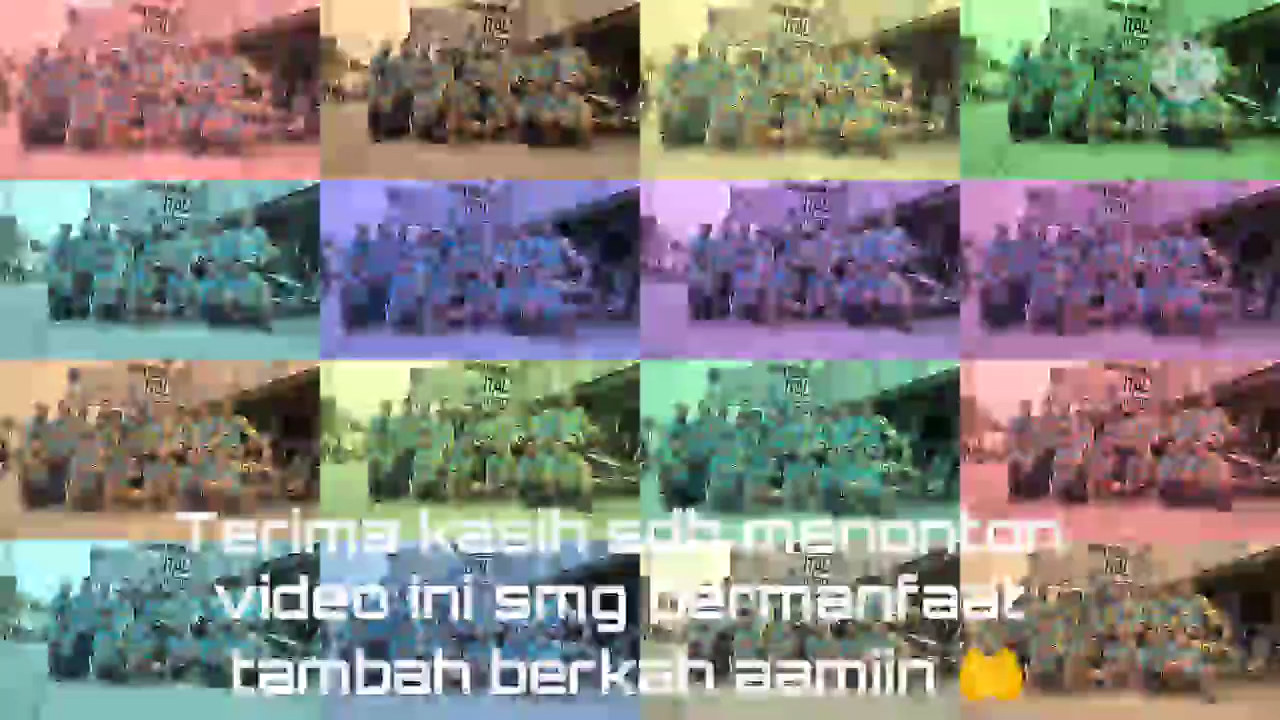 Terima kasih sdh menonton
video ini smg bermanfaat
tambah berkah aamiin 🤲